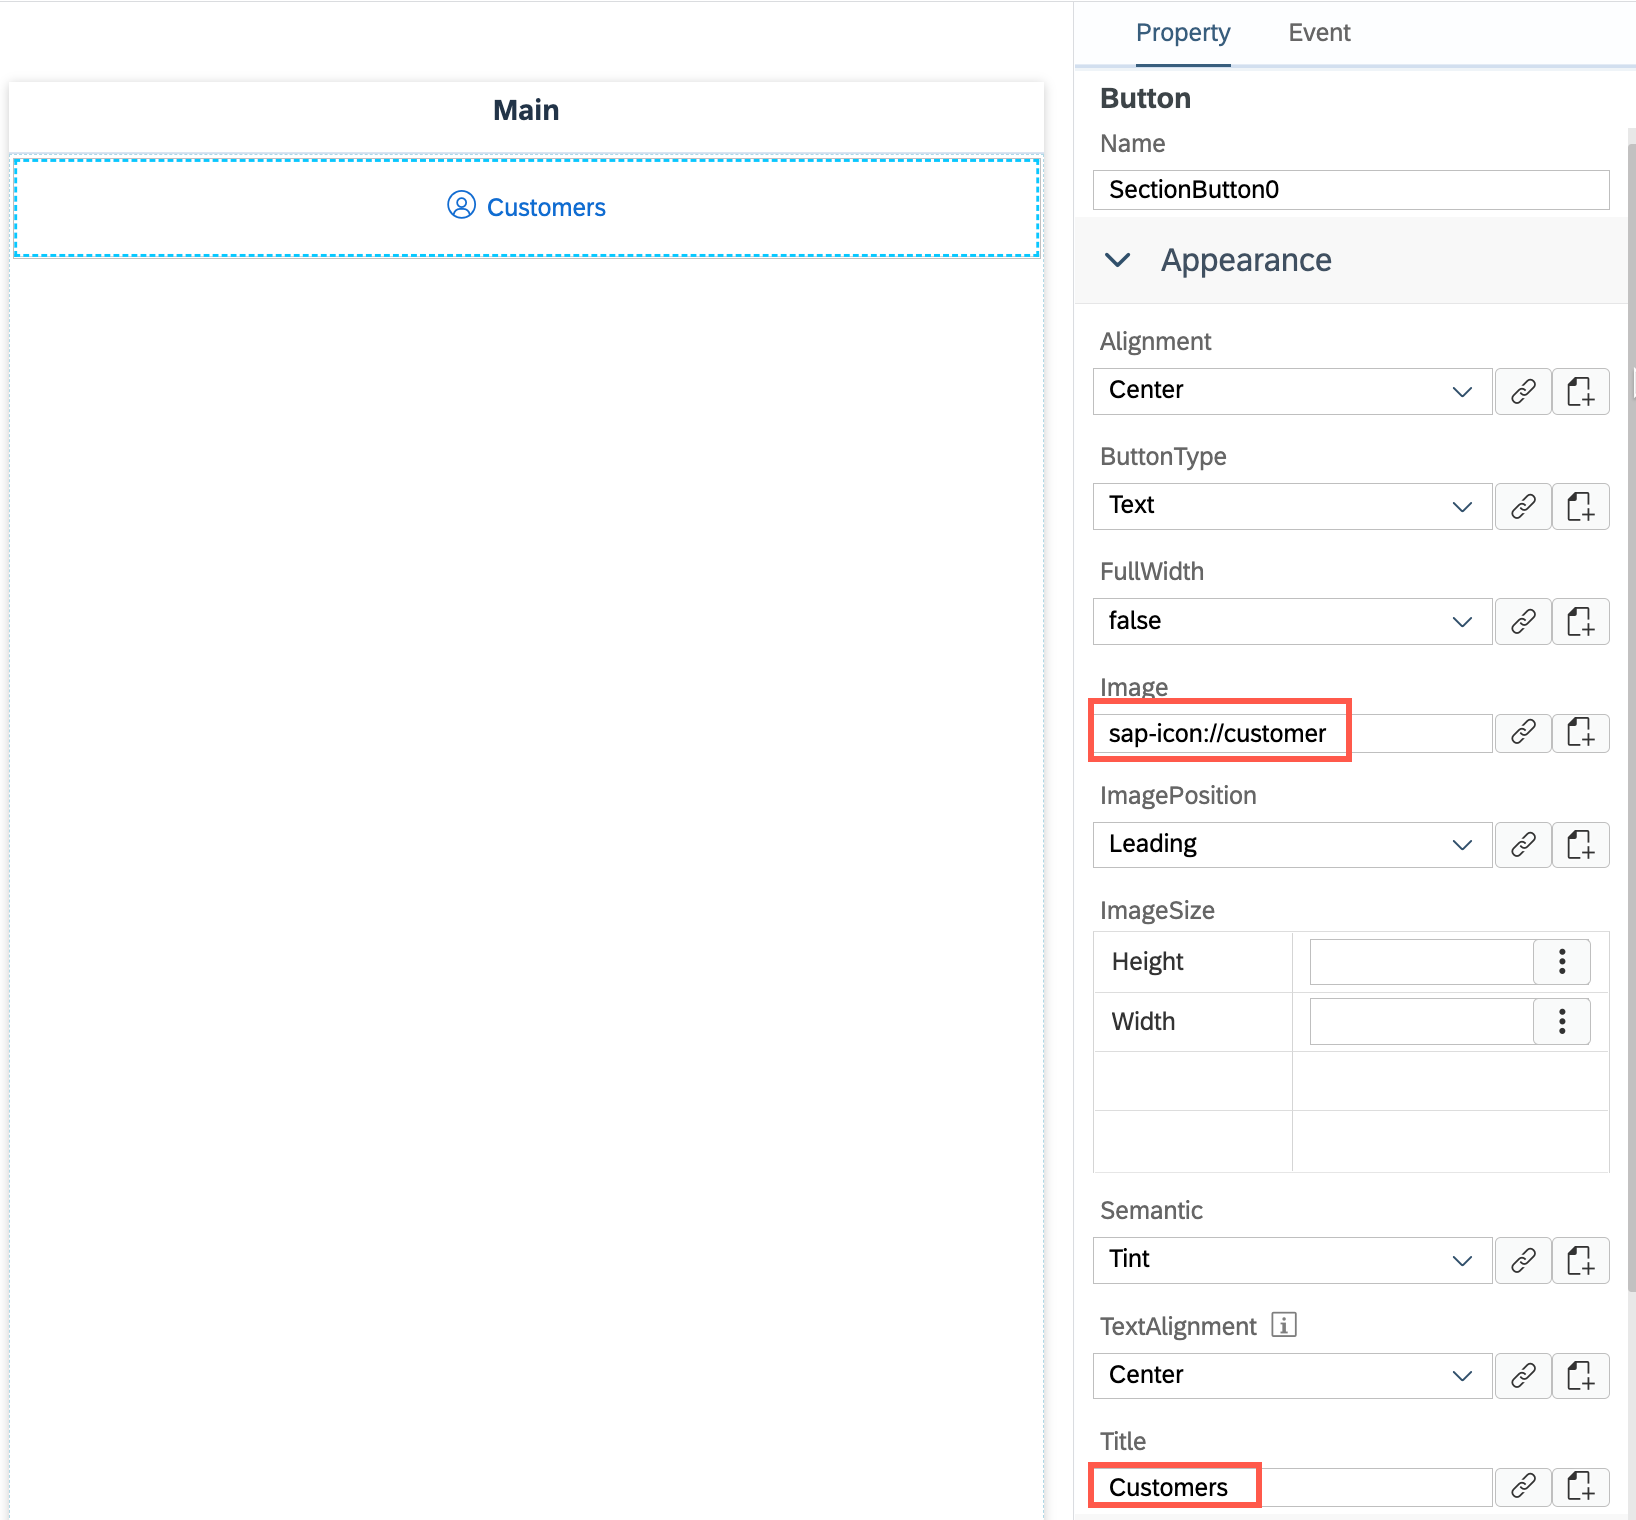 Main
Customers
Property Event
Button
Name
SectionButton0
Appearance
Alignment
Center
ButtonType
Text
FullWidth
false
Image
sap-icon://customer
ImagePosition
Leading
ImageSize
Height
Width
Semantic
Tint
TextAlignment
Center
Title
Customers